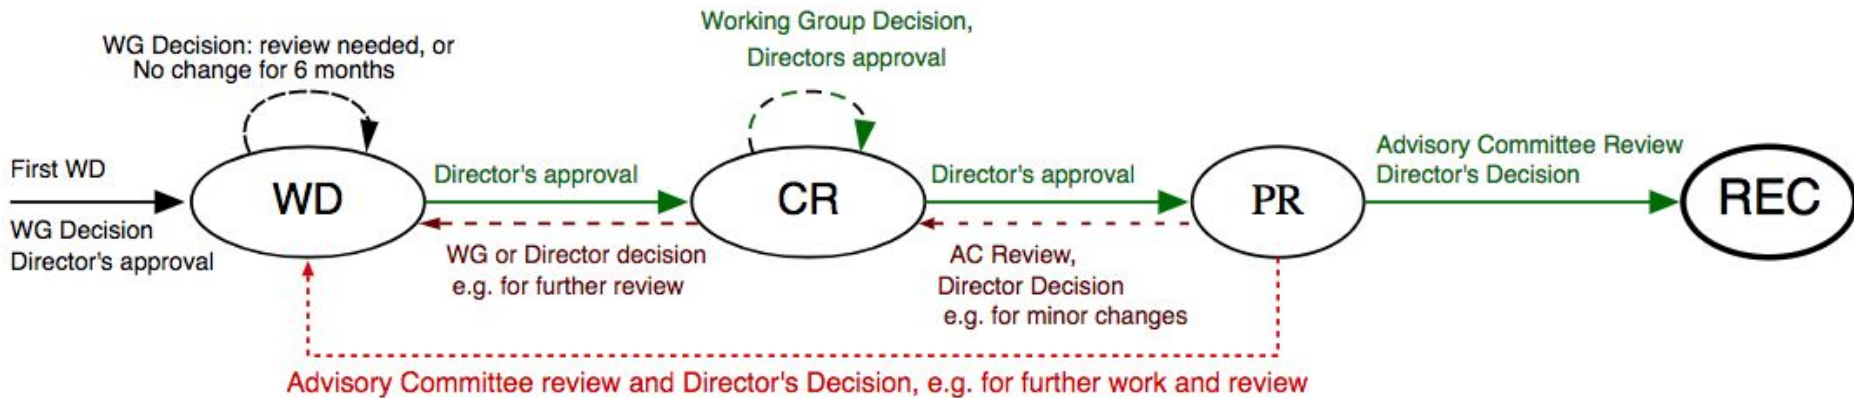 WG Decision: review needed, or
No change for 6 months
Working Group Decision,
Directors approval
First WD
WG Decision
Director's approval
WD
Director's approval
WG or Director decision
e.g. for further review
CR
Director's approval
AC Review,
Director Decision
e.g. for minor changes
PR
Advisory Committee Review
Director's Decision
REC
Advisory Committee review and Director's Decision, e.g. for further work and review